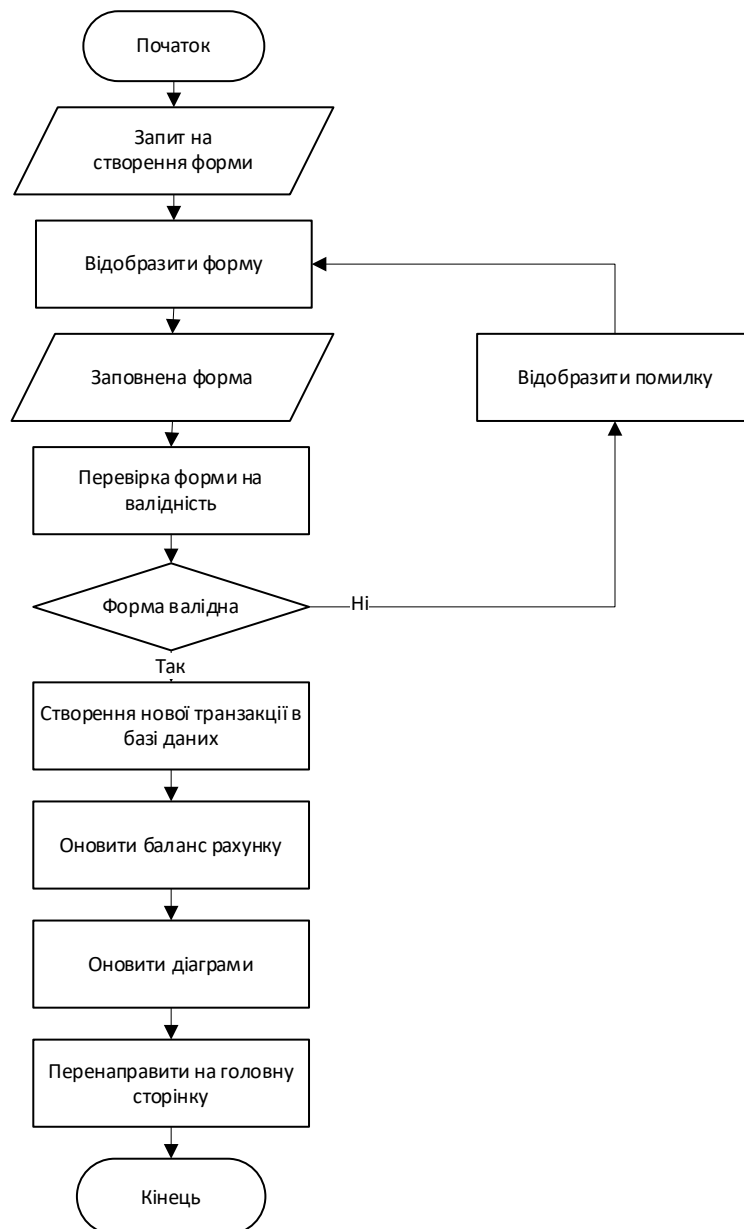 Початок
Запит на
створення форми
Відобразити форму
Заповнена форма
Відобразити помилку
Перевірка форми на
валідність
Форма валідна
Ні
Так
Створення нової транзакції в
базі даних
Оновити баланс рахунку
Оновити діаграми
Перенаправити на головну
сторінку
Кінець